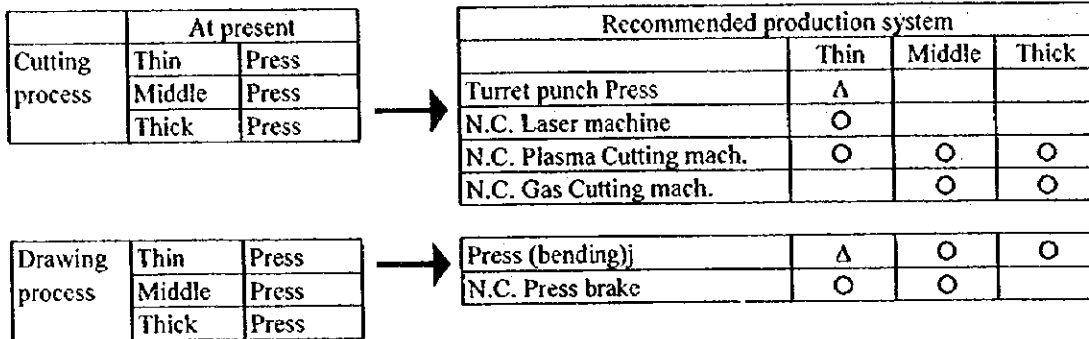 At present
Cutting process Thin Press
Middle Press
Thick Press
Recommended production system
Thin Middle Thick
Turret punch Press Δ
N.C. Laser machine O
N.C. Plasma Cutting mach. O O O
N.C. Gas Cutting mach. O O
Drawing process Thin Press
Middle Press
Thick Press
Press (bending)j Δ O O
N.C. Press brake O O